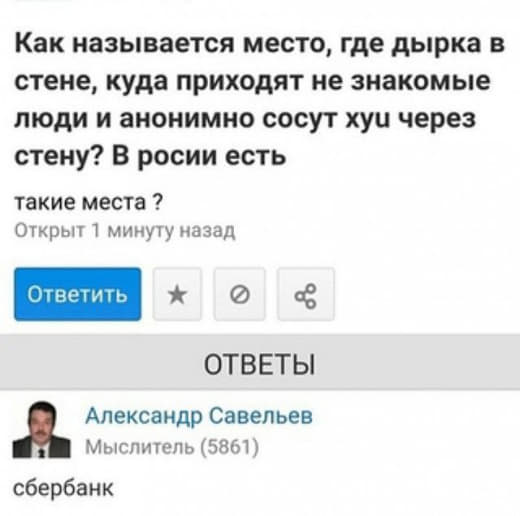 Как называется место, где дырка в
стене, куда приходят не знакомые
люди и анонимно сосут хуи через
стену? В росии есть
такие места ?
Открыт 1 минуту назад
Ответить
ОТВЕТЫ
Александр Савельев
Мыслитель (5861)
сбербанк